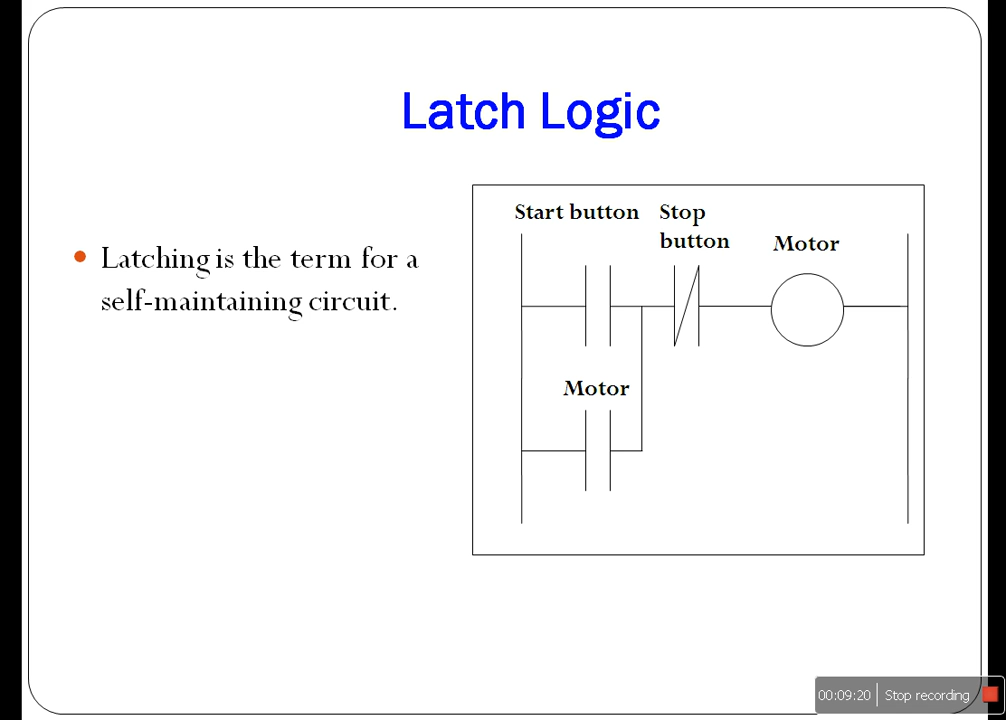 Latch Logic
Latching is the term for a
self-maintaining circuit.
Start button
Stop
button
Motor
Motor
00:09:20 Stop recording